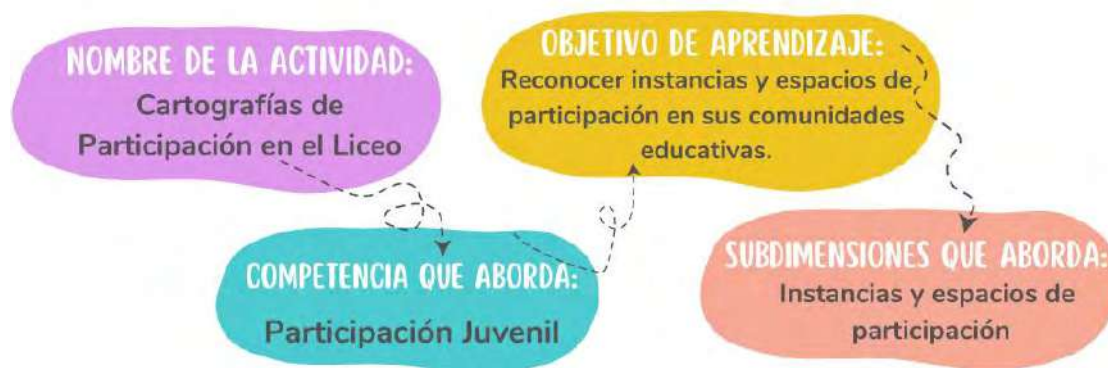 NOMBRE DE LA ACTIVIDAD:
Cartografías de
Participación en el Liceo
COMPETENCIA QUE ABORDA:
Participación Juvenil
OBJETIVO DE APRENDIZAJE:
Reconocer instancias y espacios de
participación en sus comunidades
educativas.
SUBDIMENSIONES QUE ABORDA:
Instancias y espacios de
participación